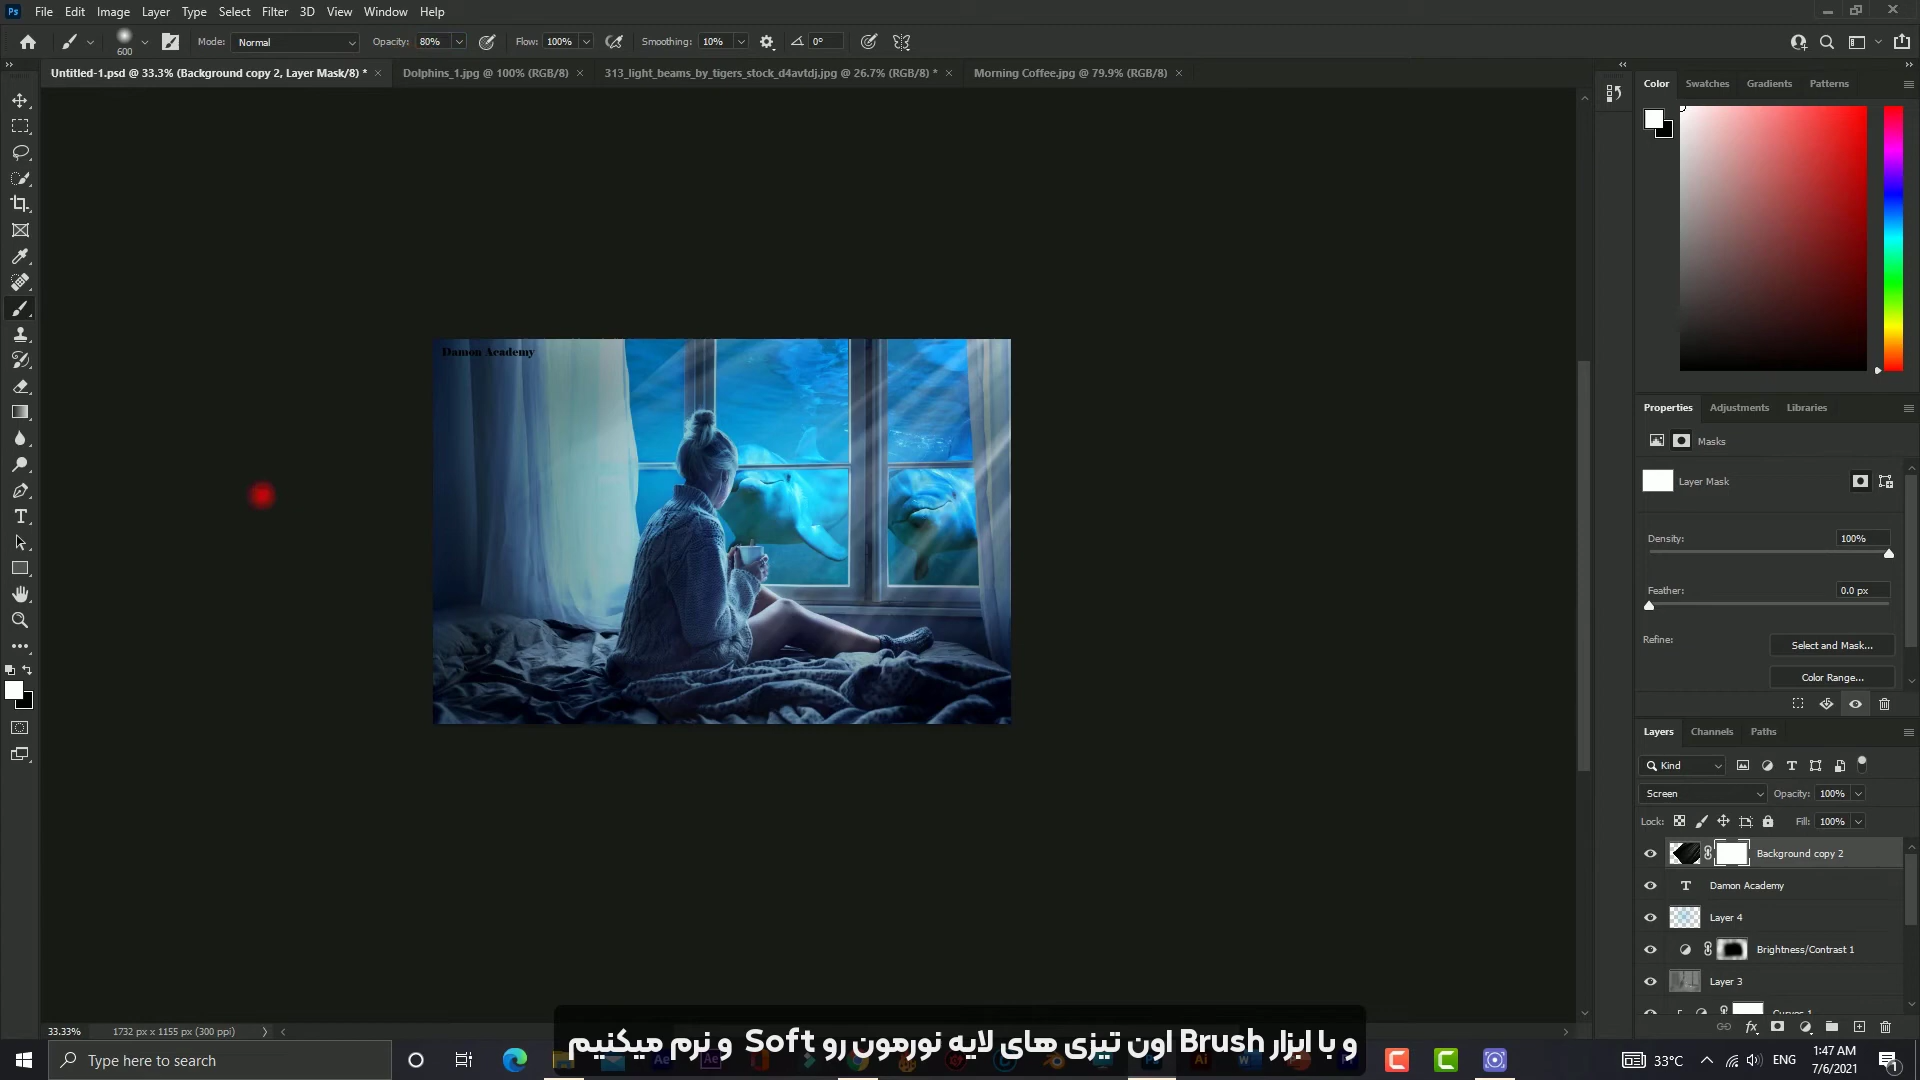 Ps File Edit Image Layer Type Select Filter 3D View Window Help
600 Mode: Normal Opacity: 80% Flow: 100% Smoothing: 10% 0°
Untitled-1.psd @ 33.3% (Background copy 2, Layer Mask/8) * × Dolphins_1.jpg @ 100% (RGB/8) × 313_light_beams_by_tigers_stock_d4avtdj.jpg @ 26.7% (RGB/8) * × Morning Coffee.jpg @ 79.9% (RGB/8) ×
Color Swatches Gradients Patterns
Damon Academy
Properties Adjustments Libraries
Masks
Layer Mask
Density: 100%
Feather: 0.0 px
Refine: Select and Mask...
Color Range...
Layers Channels Paths
Kind
Screen Opacity: 100%
Lock: Fill: 100%
Background copy 2
Damon Academy
Layer 4
Brightness/Contrast 1
Layer 3
Curves 1
33.33% 1732 px x 1155 px (300 ppi)
و با ابزار Brush اون تیزی های لایه نورمون رو Soft و نرم میکنیم
Type here to search
33°C ENG 1:47 AM
7/6/2021